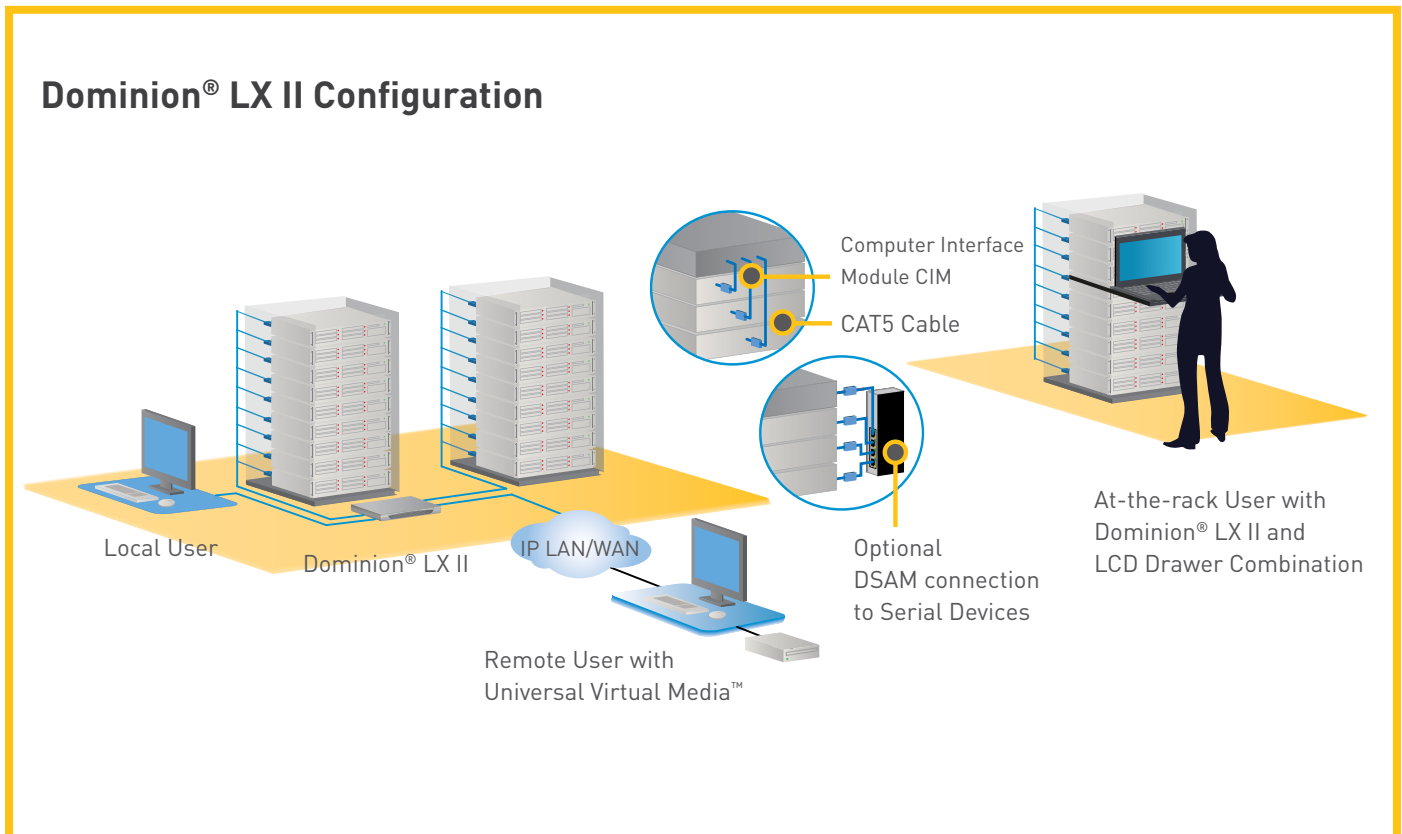 Dominion® LX II Configuration
Computer Interface
Module CIM
CAT5 Cable
Local User
Dominion® LX II
IP LAN/WAN
Optional
DSAM connection
to Serial Devices
At-the-rack User with
Dominion® LX II and
LCD Drawer Combination
Remote User with
Universal Virtual Media™